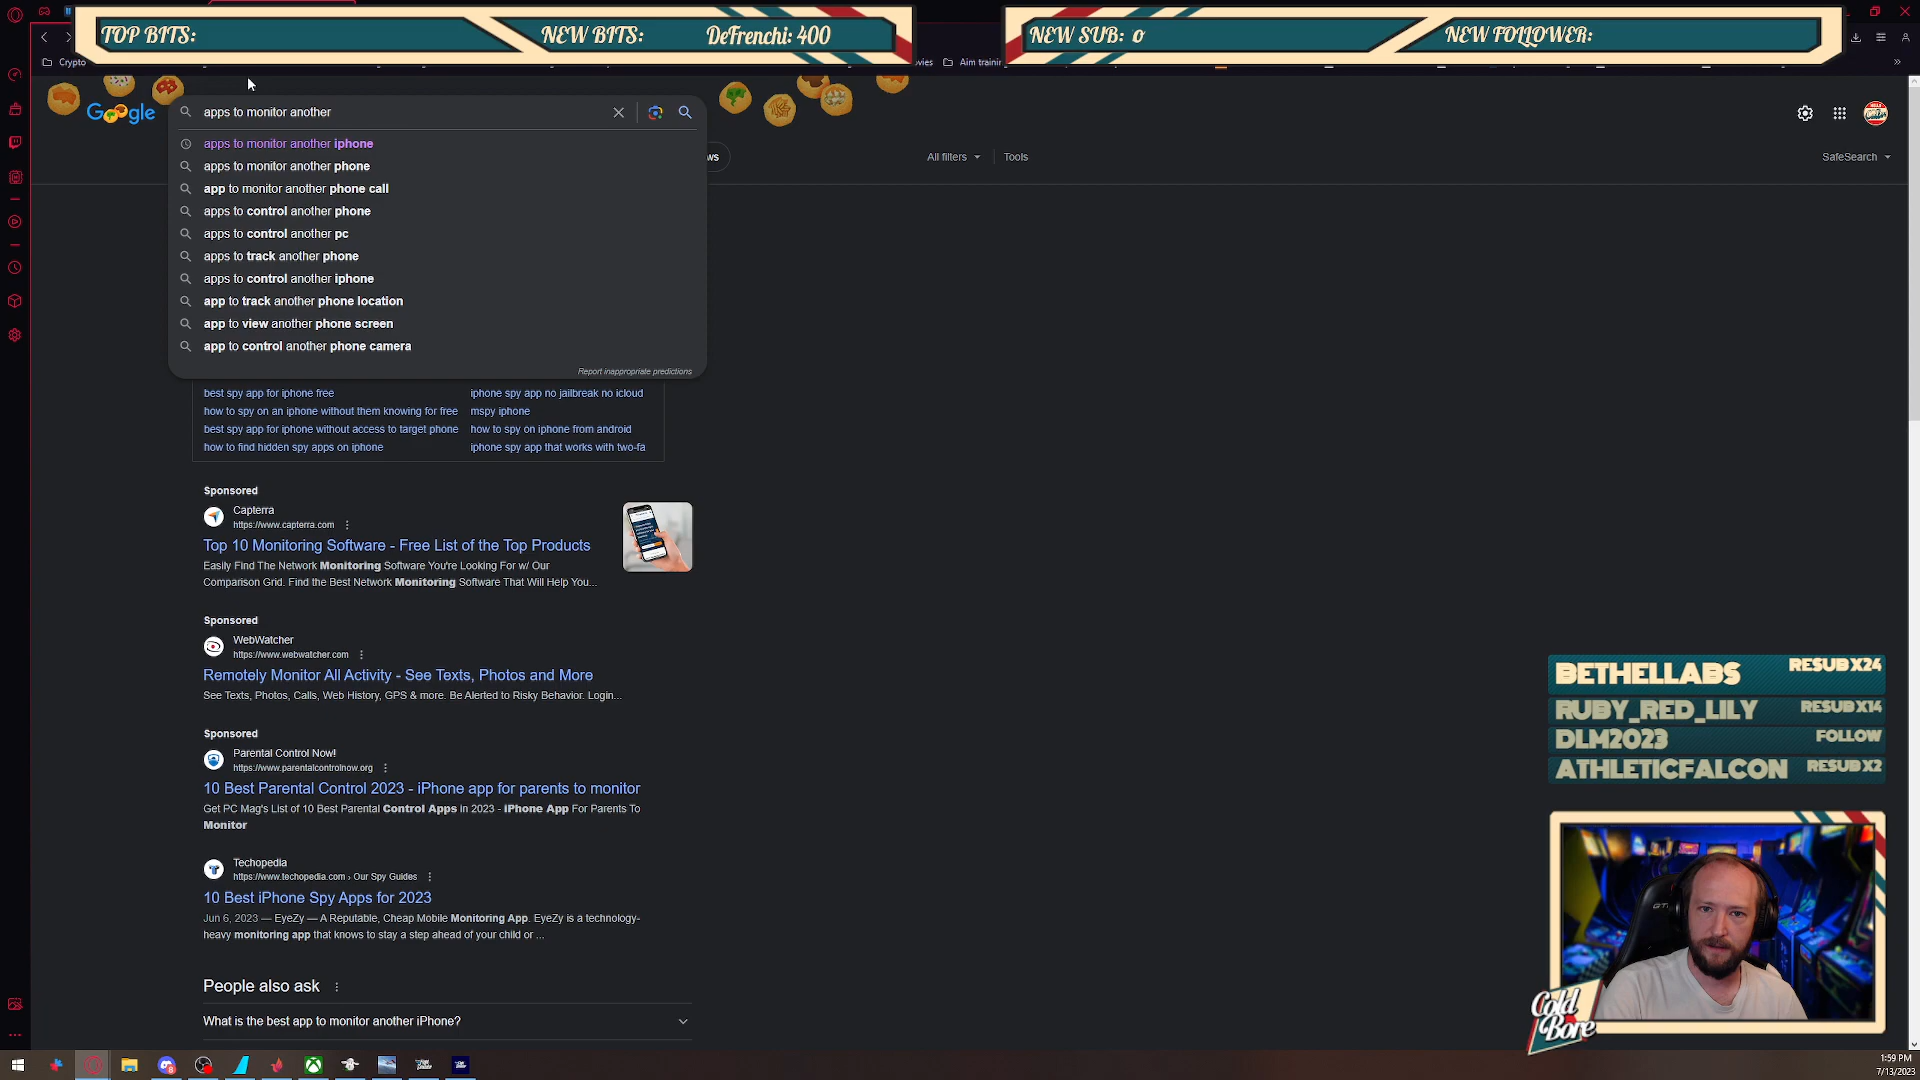 TOP BITS:
NEW BITS:
DeFrenchi: 400
NEW SUB: 0
NEW FOLLOWER:
Crypto
Aim trainin
Google
apps to monitor another
apps to monitor another iphone
apps to monitor another phone
app to monitor another phone call
apps to control another phone
apps to control another pc
apps to track another phone
apps to control another iphone
app to track another phone location
app to view another phone screen
app to control another phone camera
Report inappropriate predictions
ws
All filters
Tools
SafeSearch
best spy app for iphone free
iphone spy app no jailbreak no icloud
how to spy on an iphone without them knowing for free
mspy iphone
best spy app for iphone without access to target phone
how to spy on iphone from android
how to find hidden spy apps on iphone
iphone spy app that works with two-fa
Sponsored
Capterra
https://www.capterra.com
Top 10 Monitoring Software - Free List of the Top Products
Easily Find The Network Monitoring Software You're Looking For w/ Our
Comparison Grid. Find the Best Network Monitoring Software That Will Help You...
Sponsored
WebWatcher
https://www.webwatcher.com
Remotely Monitor All Activity - See Texts, Photos and More
See Texts, Photos, Calls, Web History, GPS & more. Be Alerted to Risky Behavior. Login...
Sponsored
Parental Control Now!
https://www.parentalcontrolnow.org
10 Best Parental Control 2023 - iPhone app for parents to monitor
Get PC Mag's List of 10 Best Parental Control Apps in 2023 - iPhone App For Parents To
Monitor
Techopedia
https://www.techopedia.com › Our Spy Guides
10 Best iPhone Spy Apps for 2023
Jun 6, 2023 — EyeZy — A Reputable, Cheap Mobile Monitoring App. EyeZy is a technology-
heavy monitoring app that knows to stay a step ahead of your child or ...
People also ask
What is the best app to monitor another iPhone?
BETHELLABS RESUB X24
RUBY_RED_LILY RESUB X14
DLM2023 FOLLOW
ATHLETICFALCON RESUB X2
Cold
Bore
1:59 PM
7/13/2023